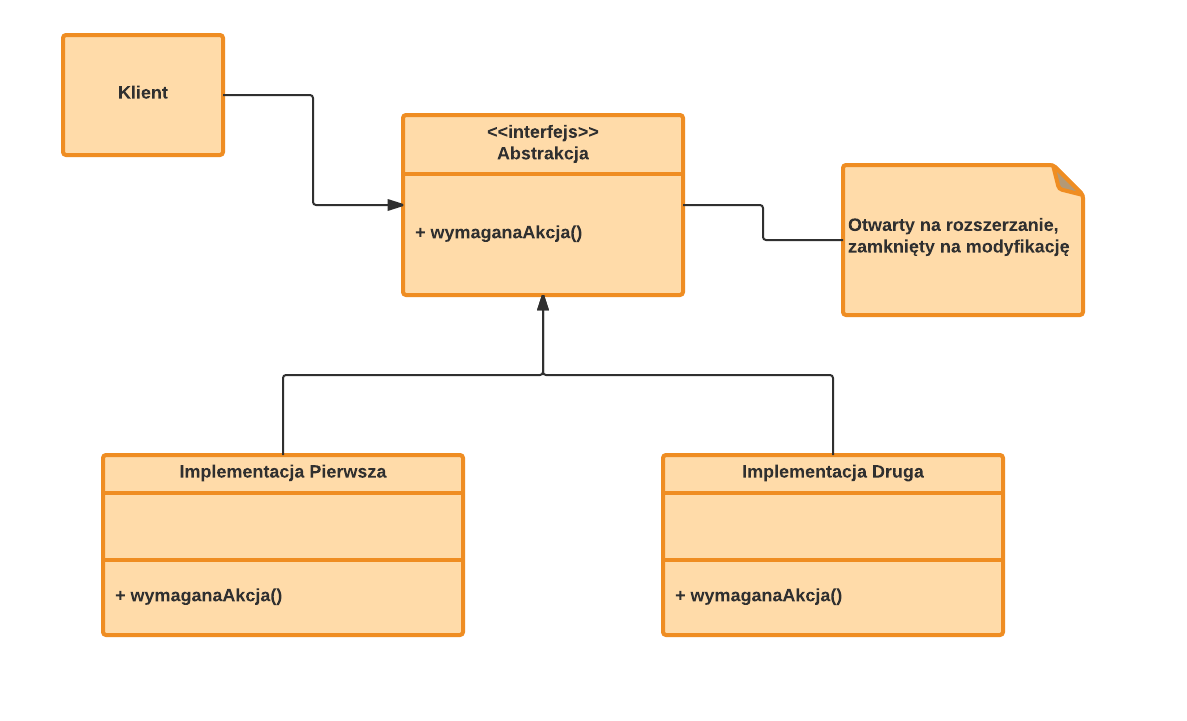 Klient
<<interfejs>>
Abstrakcja
+ wymaganaAkcja()
Otwarty na rozszerzanie,
zamknięty na modyfikację
Implementacja Pierwsza
+ wymaganaAkcja()
Implementacja Druga
+ wymaganaAkcja()